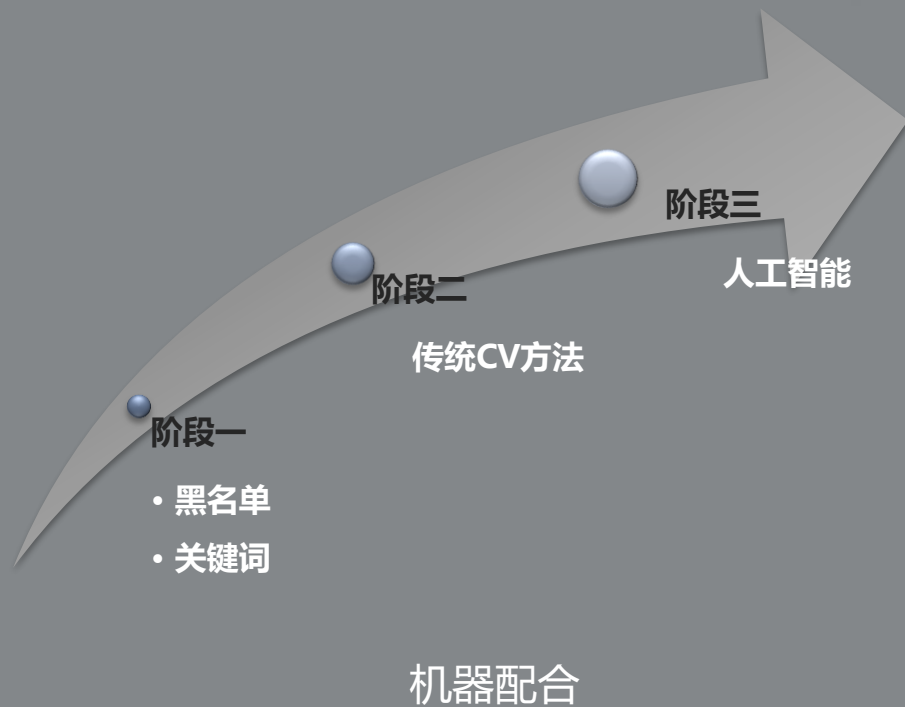 阶段三
人工智能
阶段二
传统CV方法
阶段一
• 黑名单
• 关键词
机器配合